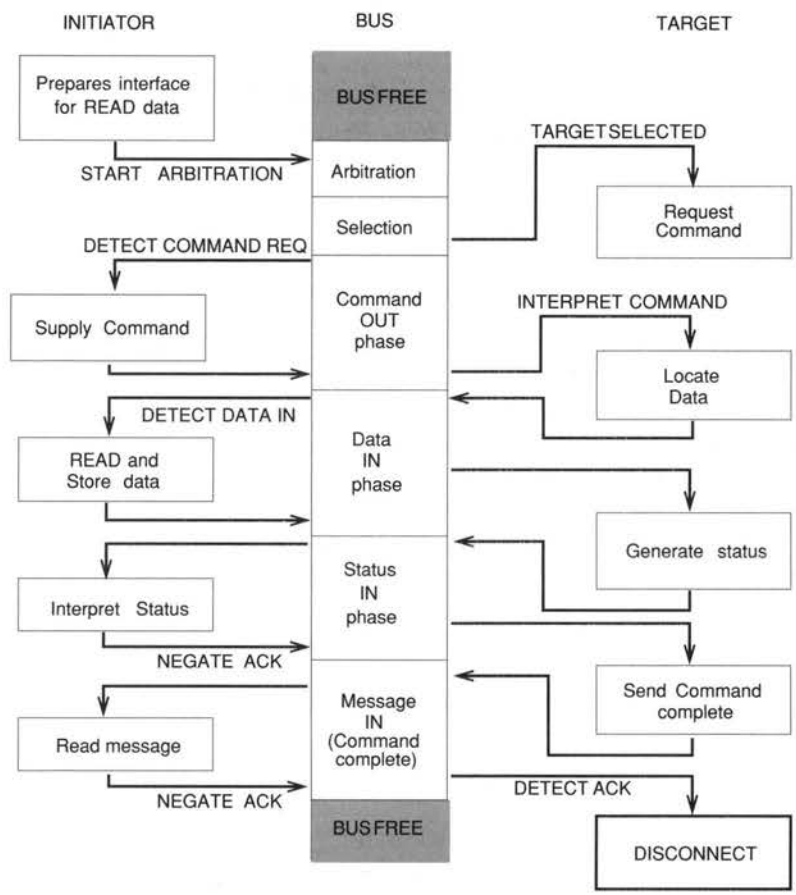 INITIATOR
BUS
TARGET
Prepares interface
for READ data
BUS FREE
START ARBITRATION
Arbitration
TARGET SELECTED
Request
Command
Selection
DETECT COMMAND REQ
Supply Command
Command
OUT
phase
INTERPRET COMMAND
Locate
Data
DETECT DATA IN
READ and
Store data
Data
IN
phase
Generate status
Interpret Status
Status
IN
phase
NEGATE ACK
Send Command
complete
Read message
Message
IN
(Command
complete)
NEGATE ACK
DETECT ACK
BUS FREE
DISCONNECT